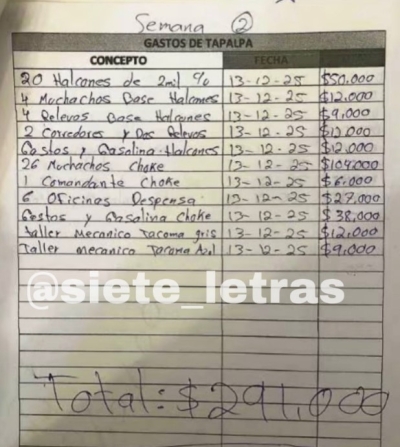 Semana 2
GASTOS DE TAPALPA
CONCEPTO FECHA
20 Halcones de 2mil % 13-12-25 $50.000
4 Muchachos Base Halcones 13-12-25 $12.000
4 Relevos Base Halcones 13-12-25 $9.000
2 Corredores y Dos Relevos 13-12-25 $12.000
Gastos y Gasolina Halcones 13-12-25 $12.000
26 Muchachos Choke 13-12-25 $104.000
1 Comandante Choke 13-12-25 $6.000
6 Oficinas Despensa 13-12-25 $27.000
Gastos y Gasolina Choke 13-12-25 $38,000
taller Mecanico Tacoma gris 13-12-25 $12.000
Taller mecanico Tacoma Azul 13-12-25 $9.000
@siete_letras
Total: $291,000